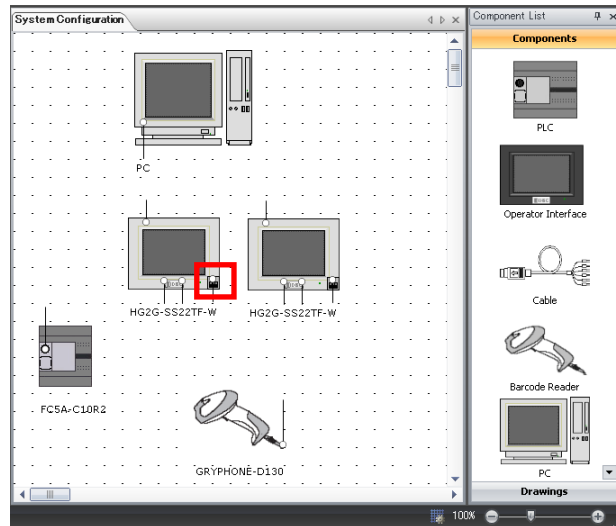 System Configuration
Component List
Components
PLC
Operator Interface
Cable
Barcode Reader
PC
Drawings
PC
HG2G-SS22TF-W
HG2G-SS22TF-W
FC5A-C10R2
GRYPHONE-D130
100%